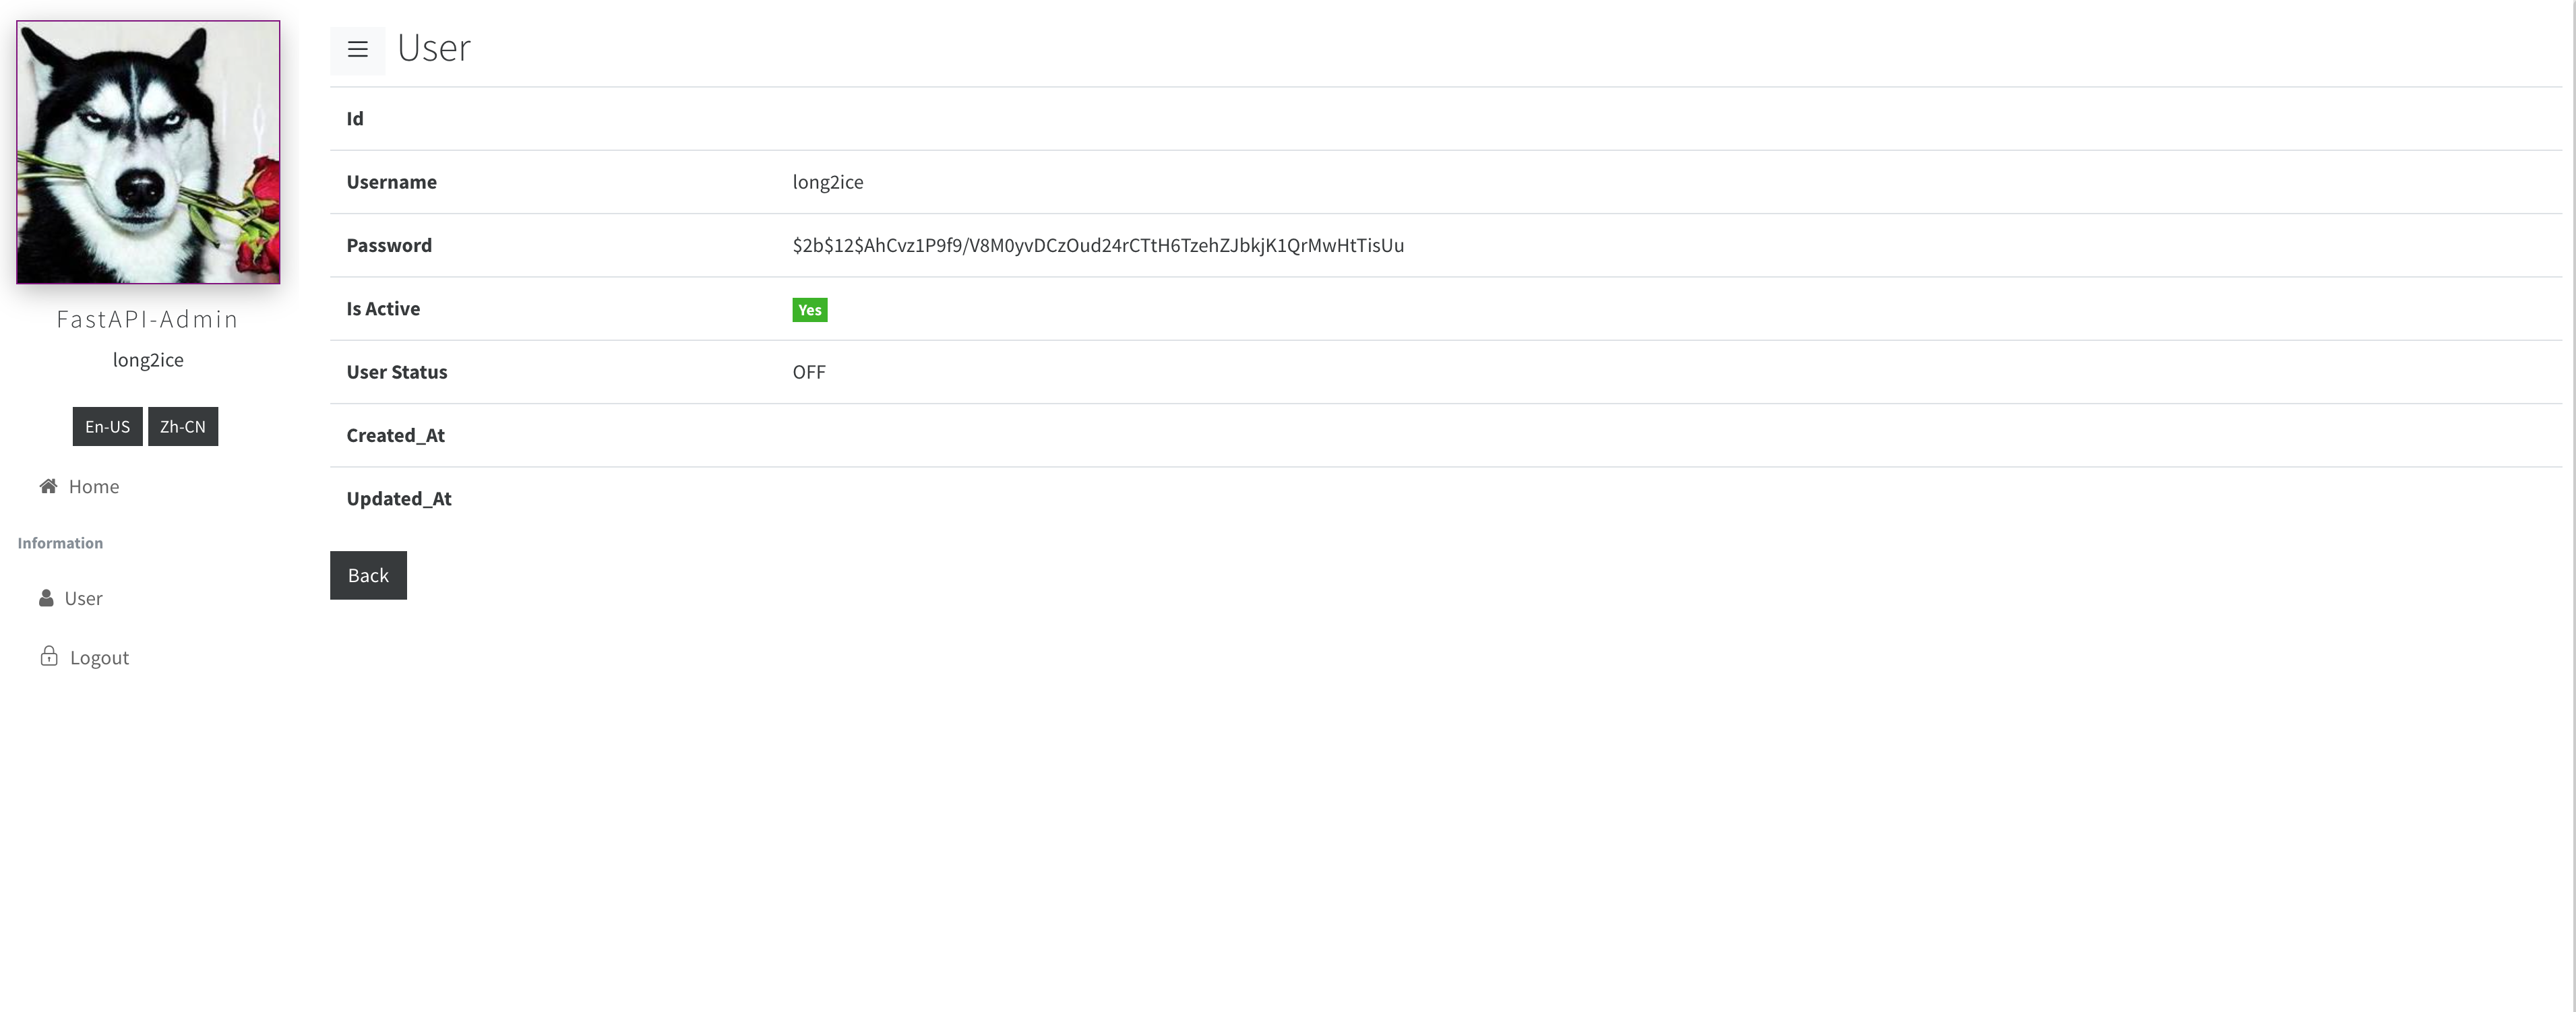 User
Id
Username long2ice
Password $2b$12$AhCvz1P9f9/V8M0yvDCzOud24rCTtH6TzehZJbkjK1QrMwHtTisUu
Is Active Yes
User Status OFF
Created_At
Updated_At
Back
FastAPI-Admin
long2ice
En-US Zh-CN
Home
Information
User
Logout